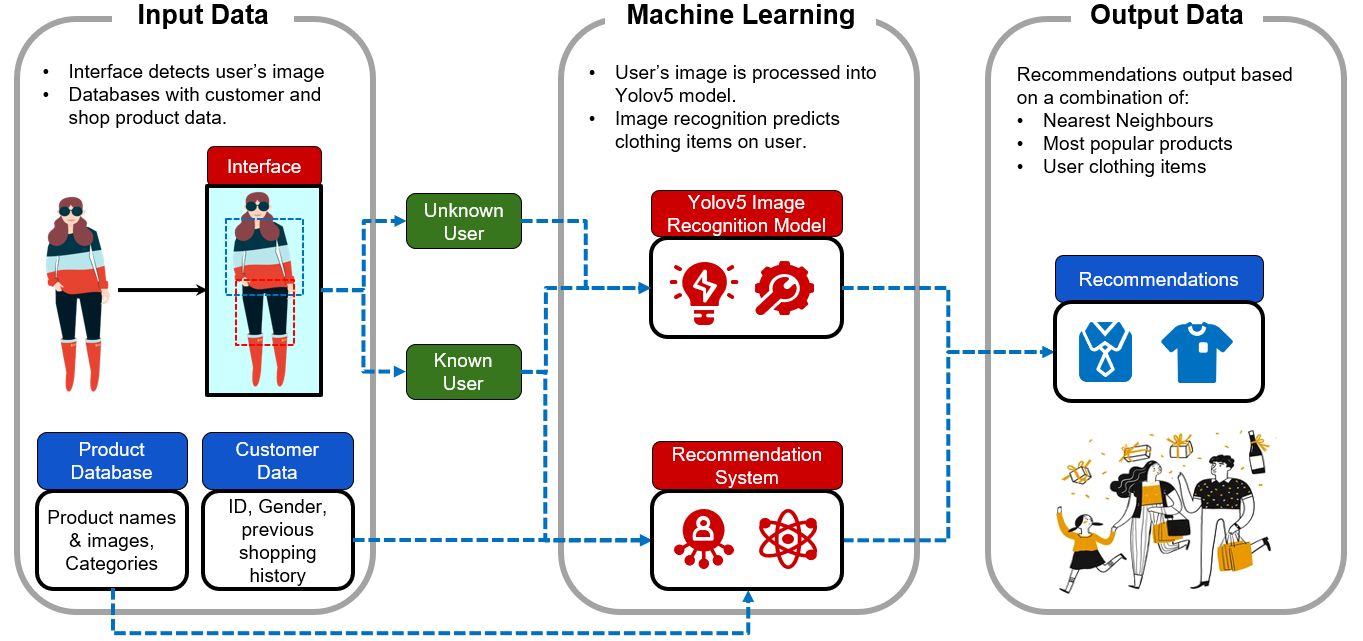 Input Data
• Interface detects user’s image
• Databases with customer and
shop product data.
Interface
Product
Database
Product names
& images,
Categories
Customer
Data
ID, Gender,
previous
shopping
history
Unknown
User
Known
User
Machine Learning
• User’s image is processed into
Yolov5 model.
• Image recognition predicts
clothing items on user.
Yolov5 Image
Recognition Model
Recommendation
System
Output Data
Recommendations output based
on a combination of:
• Nearest Neighbours
• Most popular products
• User clothing items
Recommendations